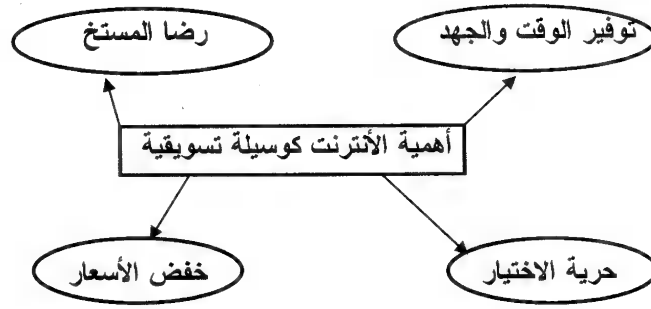 توفير الوقت والجهد
رضا المستخ
أهمية الأنترنت كوسيلة تسويقية
حرية الاختيار
خفض الأسعار